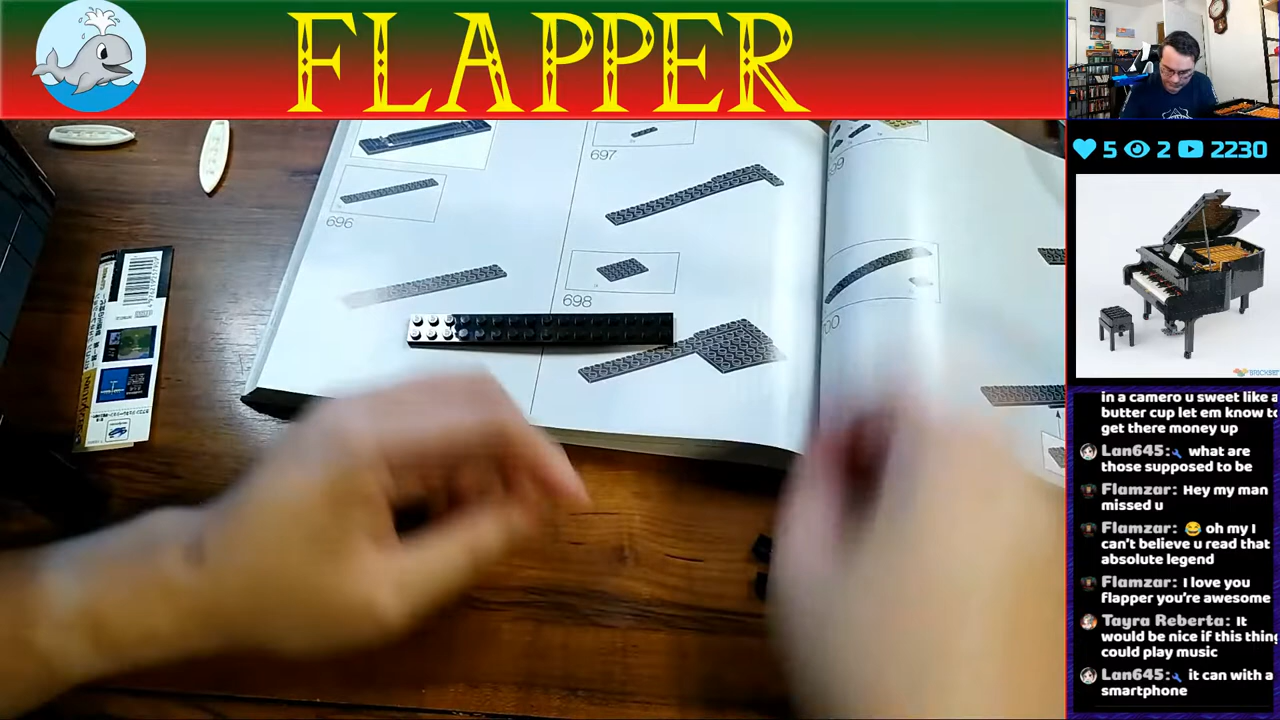 FLAPPER
5 2 2230
697
696
698
BRICKSET
in a camero u sweet like a
butter cup let em know to
get there money up
Lan645: what are
those supposed to be
Flamzar: Hey my man
missed u
Flamzar: 😂 oh my I
can't believe u read that
absolute legend
Flamzar: I love you
flapper you're awesome
Tayra Reberta: It
would be nice if this thing
could play music
Lan645: it can with a
smartphone